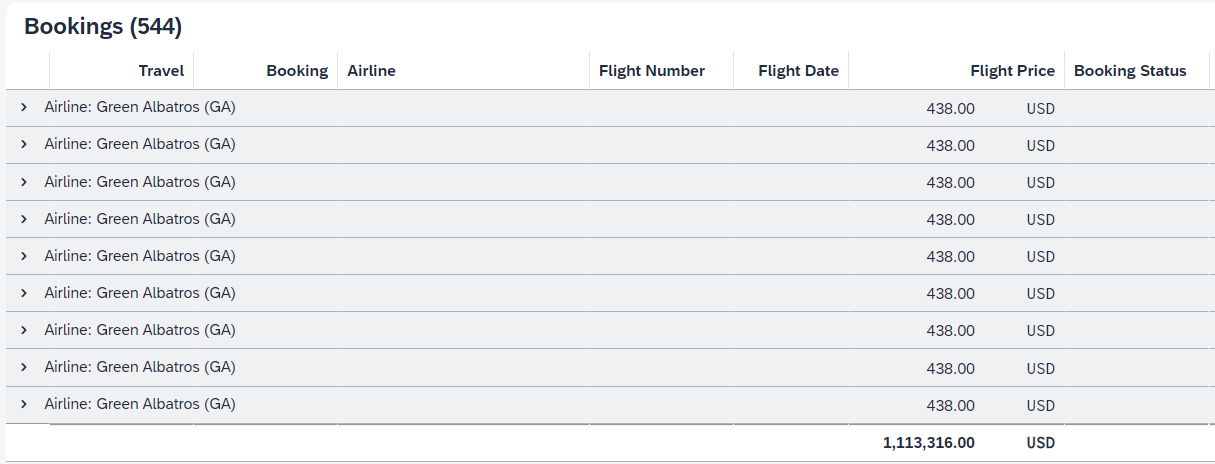 Bookings (544)
Travel Booking Airline Flight Number Flight Date Flight Price Booking Status
Airline: Green Albatros (GA) 438.00 USD
Airline: Green Albatros (GA) 438.00 USD
Airline: Green Albatros (GA) 438.00 USD
Airline: Green Albatros (GA) 438.00 USD
Airline: Green Albatros (GA) 438.00 USD
Airline: Green Albatros (GA) 438.00 USD
Airline: Green Albatros (GA) 438.00 USD
Airline: Green Albatros (GA) 438.00 USD
Airline: Green Albatros (GA) 438.00 USD
1,113,316.00 USD